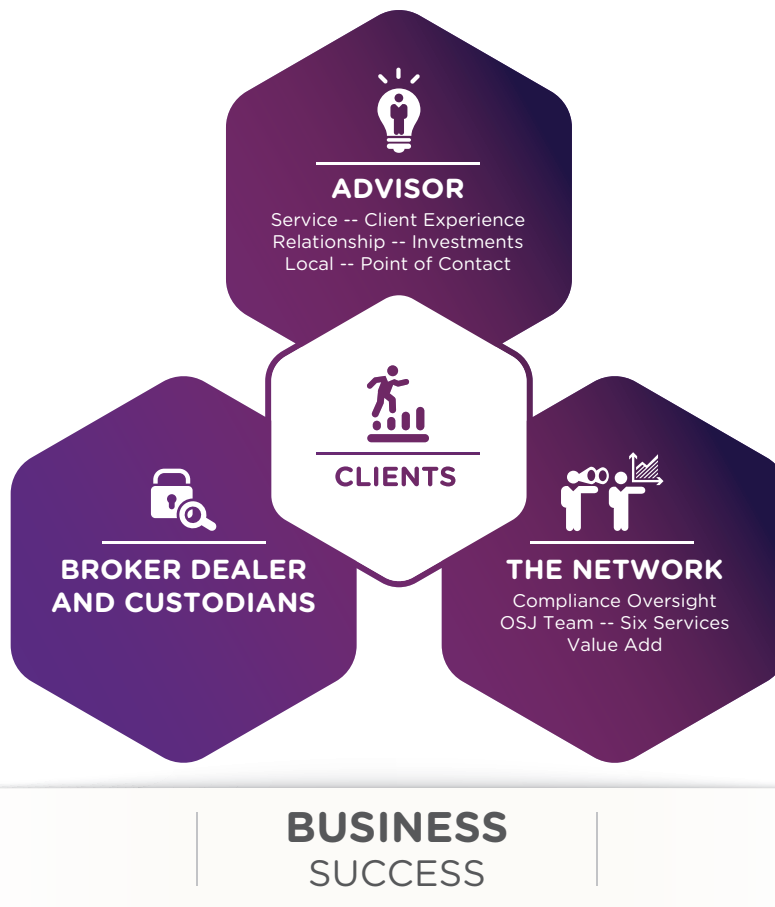 ADVISOR
Service -- Client Experience
Relationship -- Investments
Local -- Point of Contact
CLIENTS
BROKER DEALER
AND CUSTODIANS
THE NETWORK
Compliance Oversight
OSJ Team -- Six Services
Value Add
BUSINESS
SUCCESS